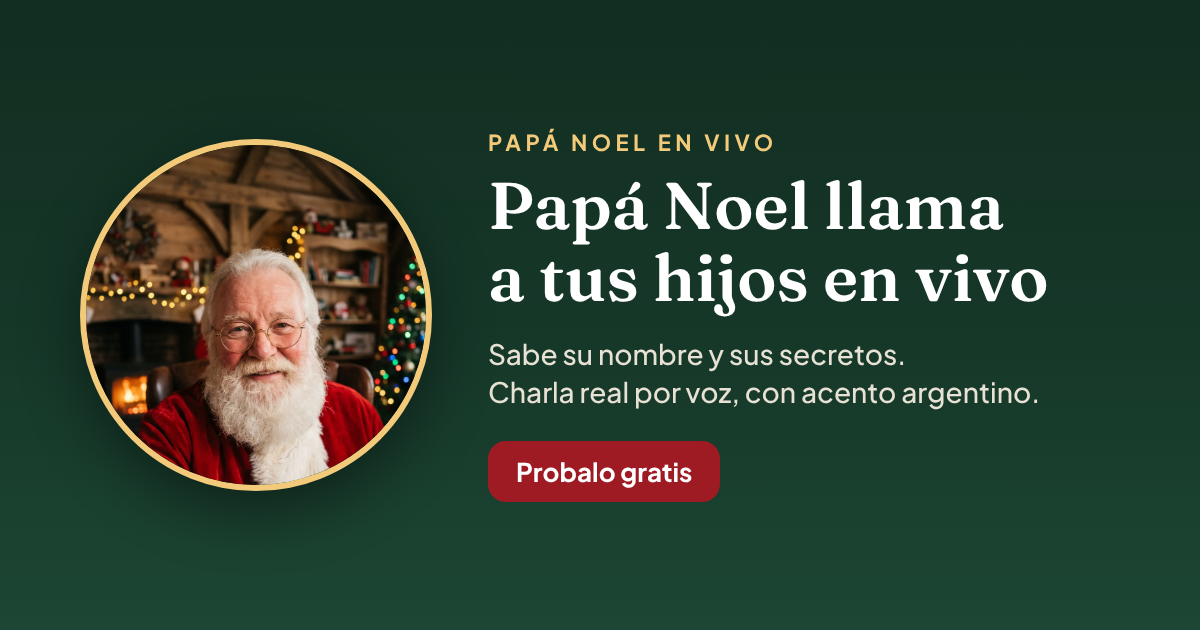 PAPÁ NOEL EN VIVO
Papá Noel llama
a tus hijos en vivo
Sabe su nombre y sus secretos.
Charla real por voz, con acento argentino.
Probalo gratis